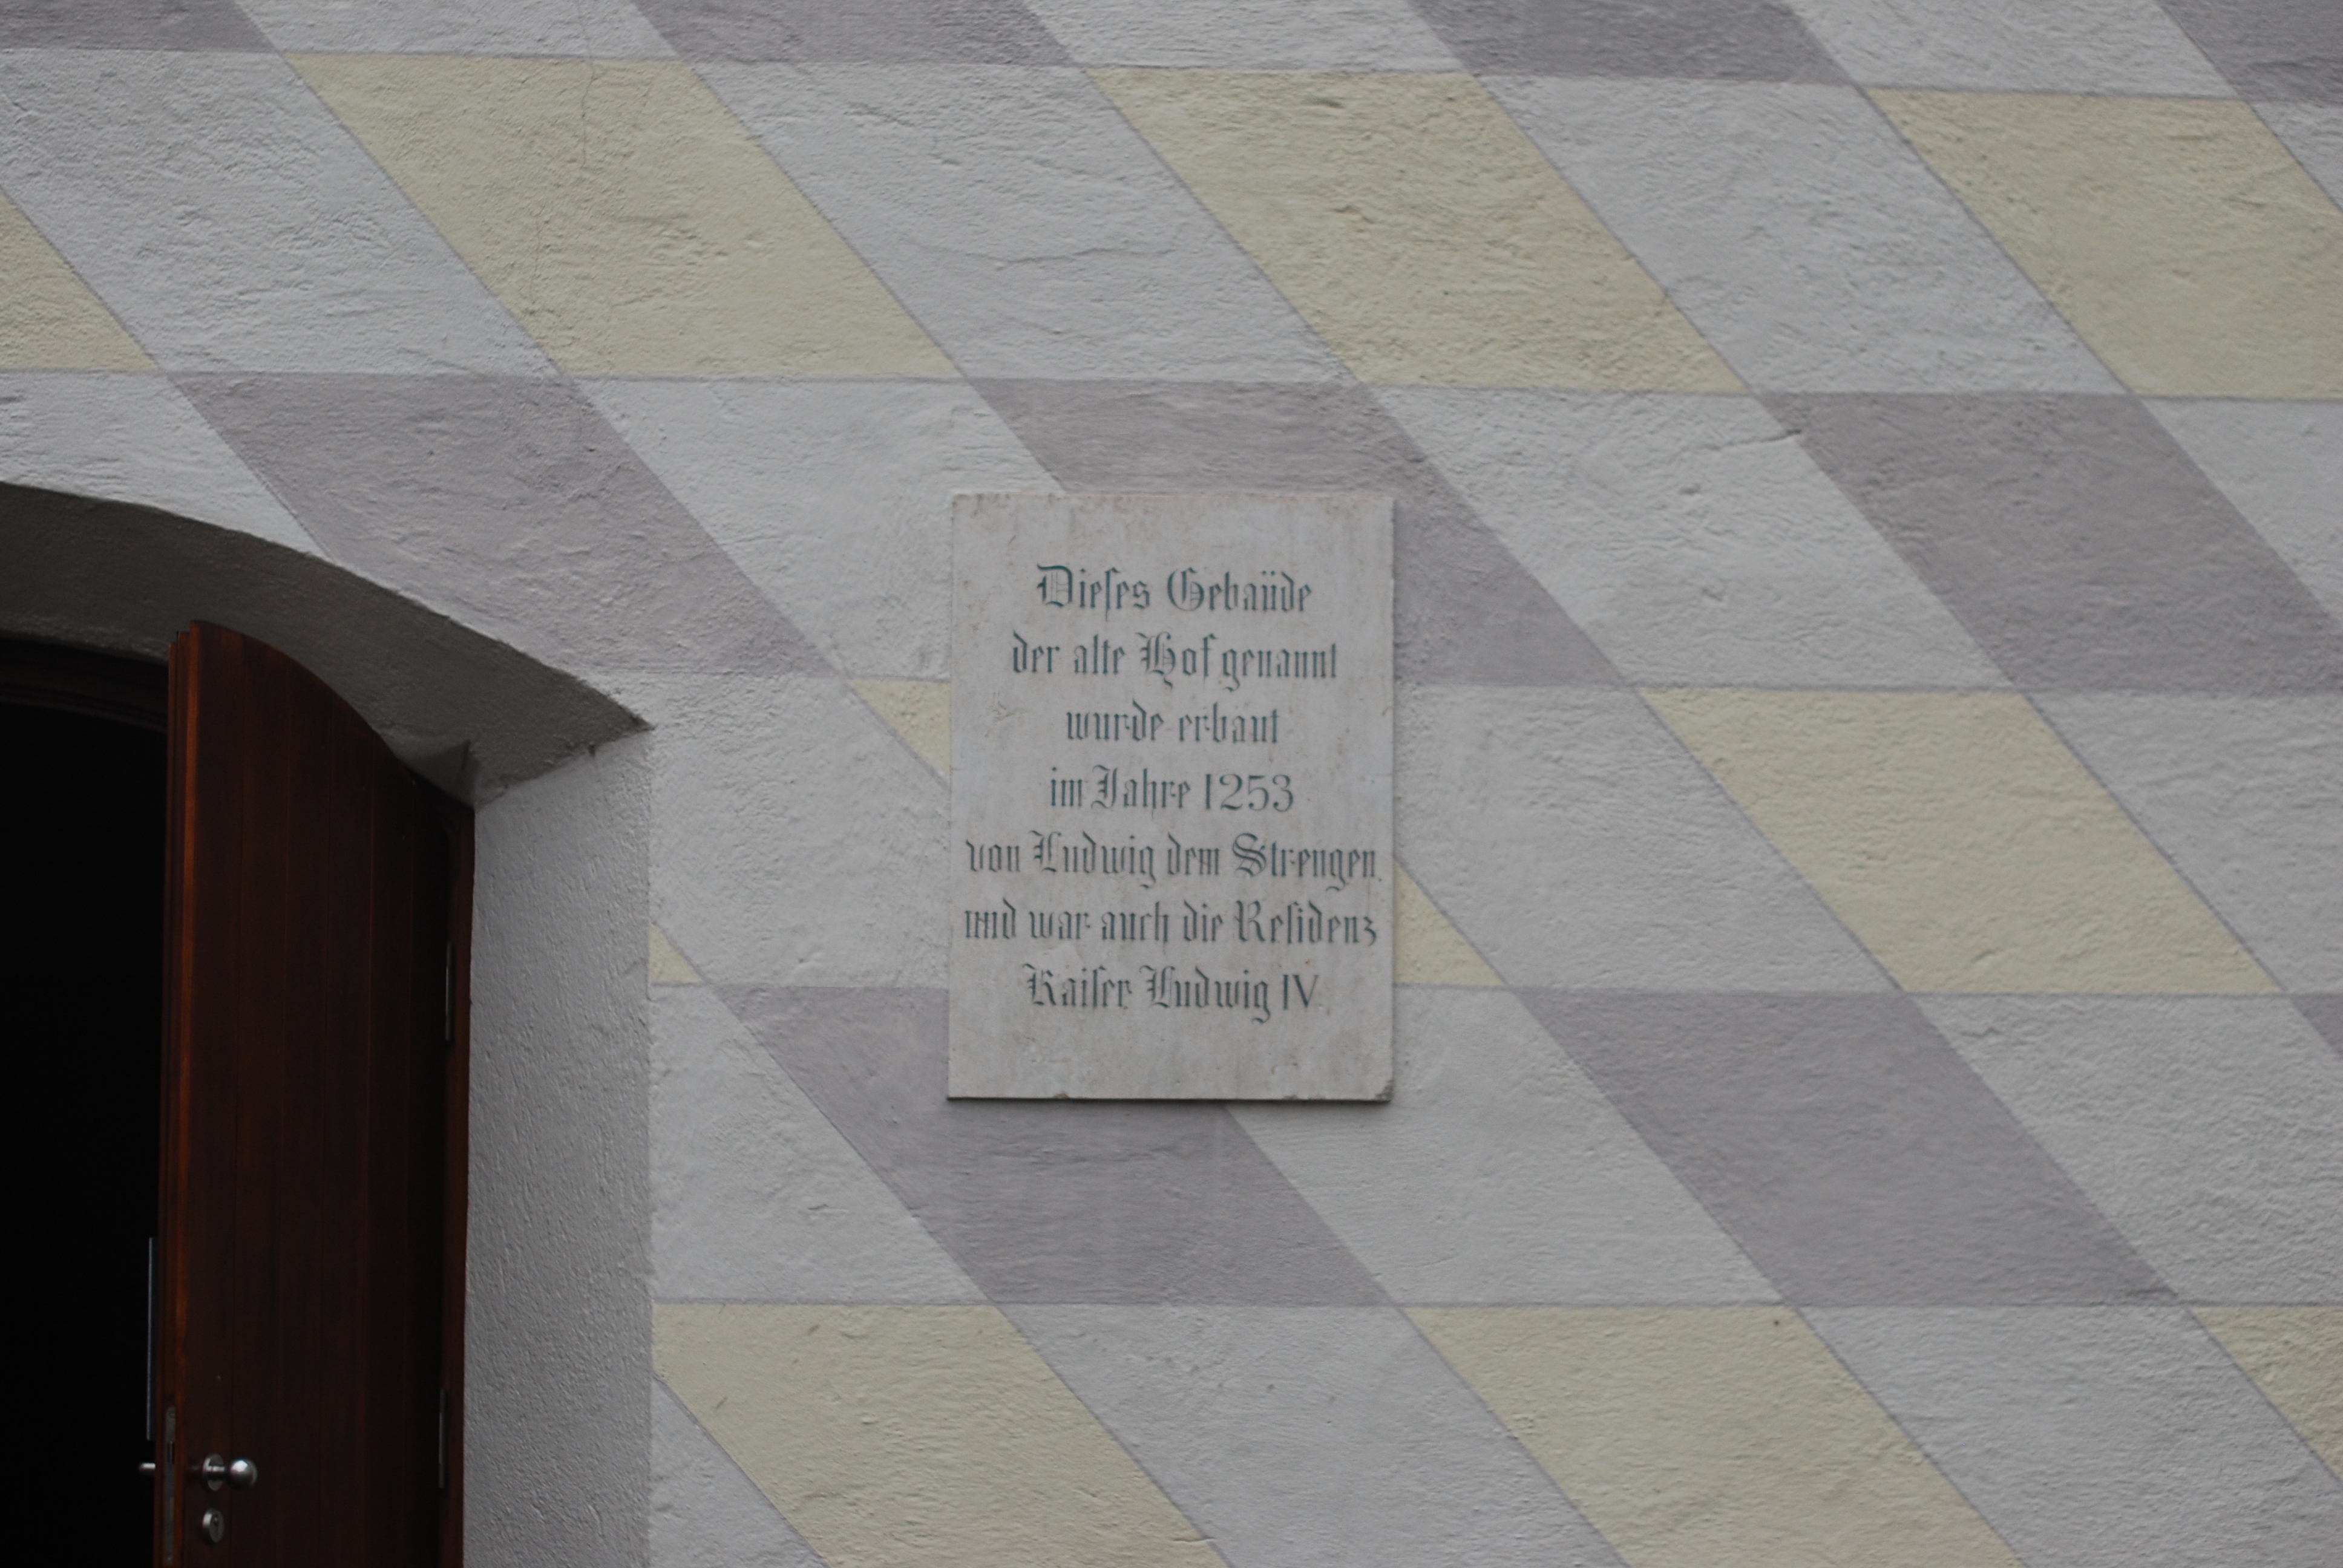 Dieſes Gebaüde
der alte Hof genannt
wurde erbaut
im Jahre 1253
von Ludwig dem Strengen.
und war auch die Reſidenz
Kaiſer Ludwig IV.